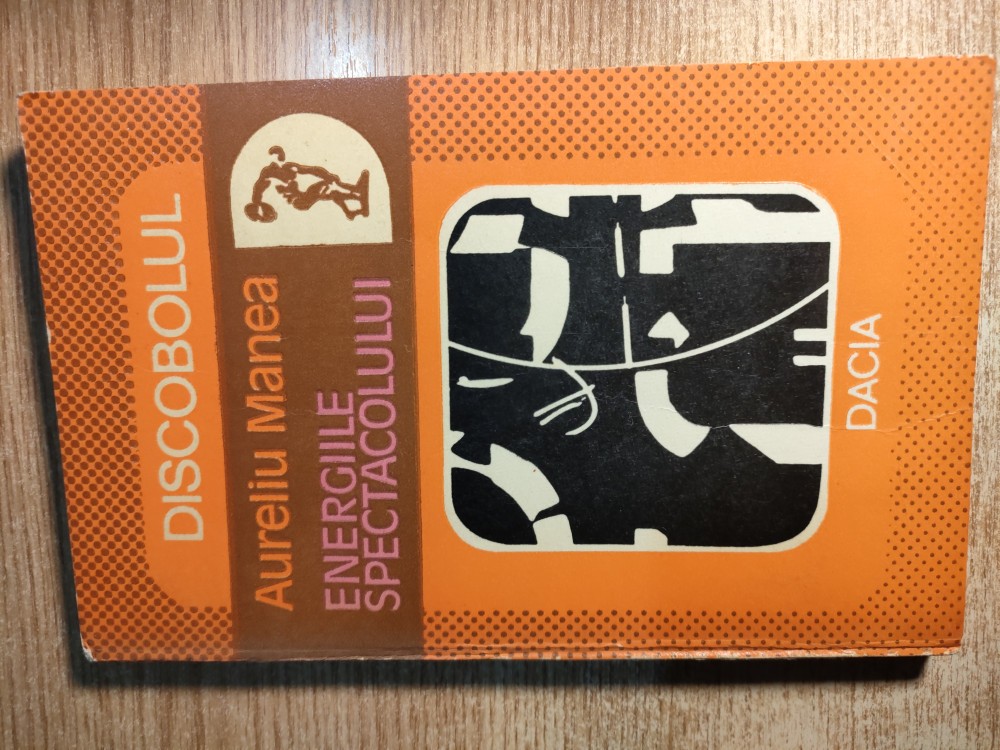 DISCOBOLUL
Aureliu Manea
ENERGIILE
SPECTACOLULUI
DACIA